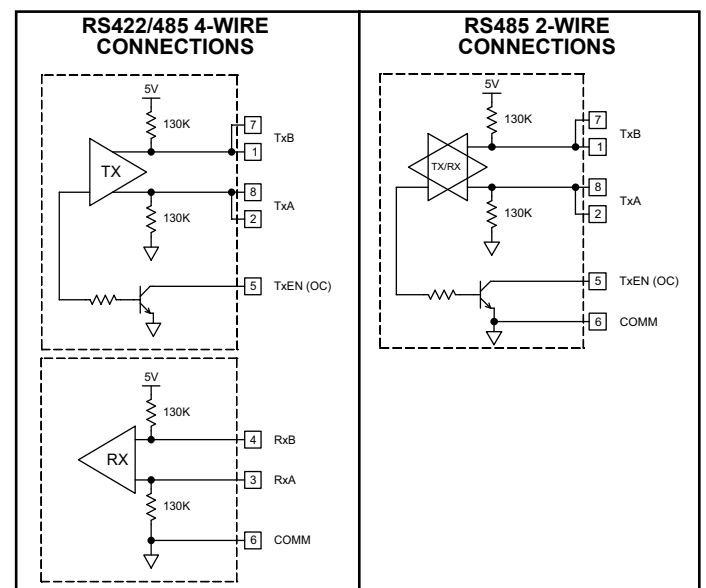 RS422/485 4-WIRE
CONNECTIONS
5V
130K
7
TxB
1
TX
8
TxA
130K
2
5 TxEN (OC)
5V
130K
4 RxB
RX
3 RxA
130K
6 COMM
RS485 2-WIRE
CONNECTIONS
5V
130K
7
TxB
1
TX/RX
8
TxA
130K
2
5 TxEN (OC)
6 COMM